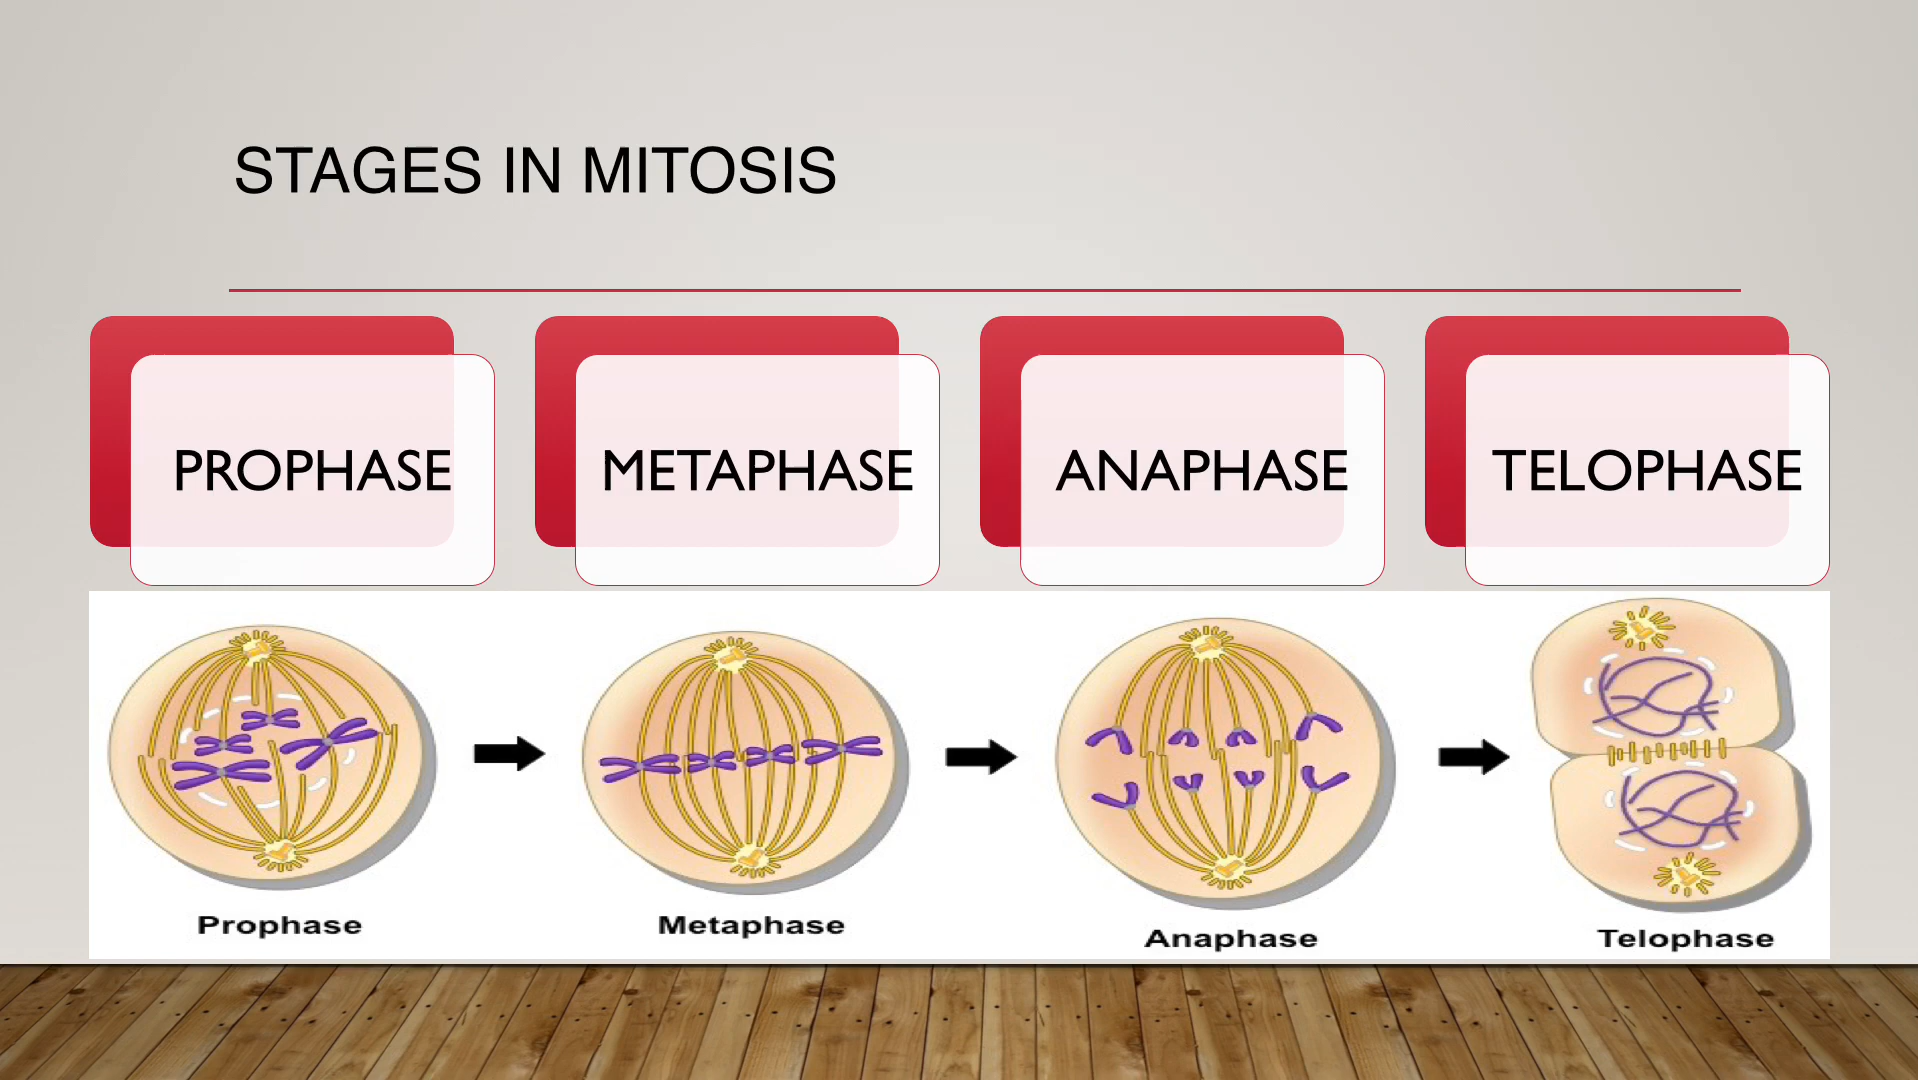 STAGES IN MITOSIS
PROPHASE
METAPHASE
ANAPHASE
TELOPHASE
Prophase
Metaphase
Anaphase
Telophase